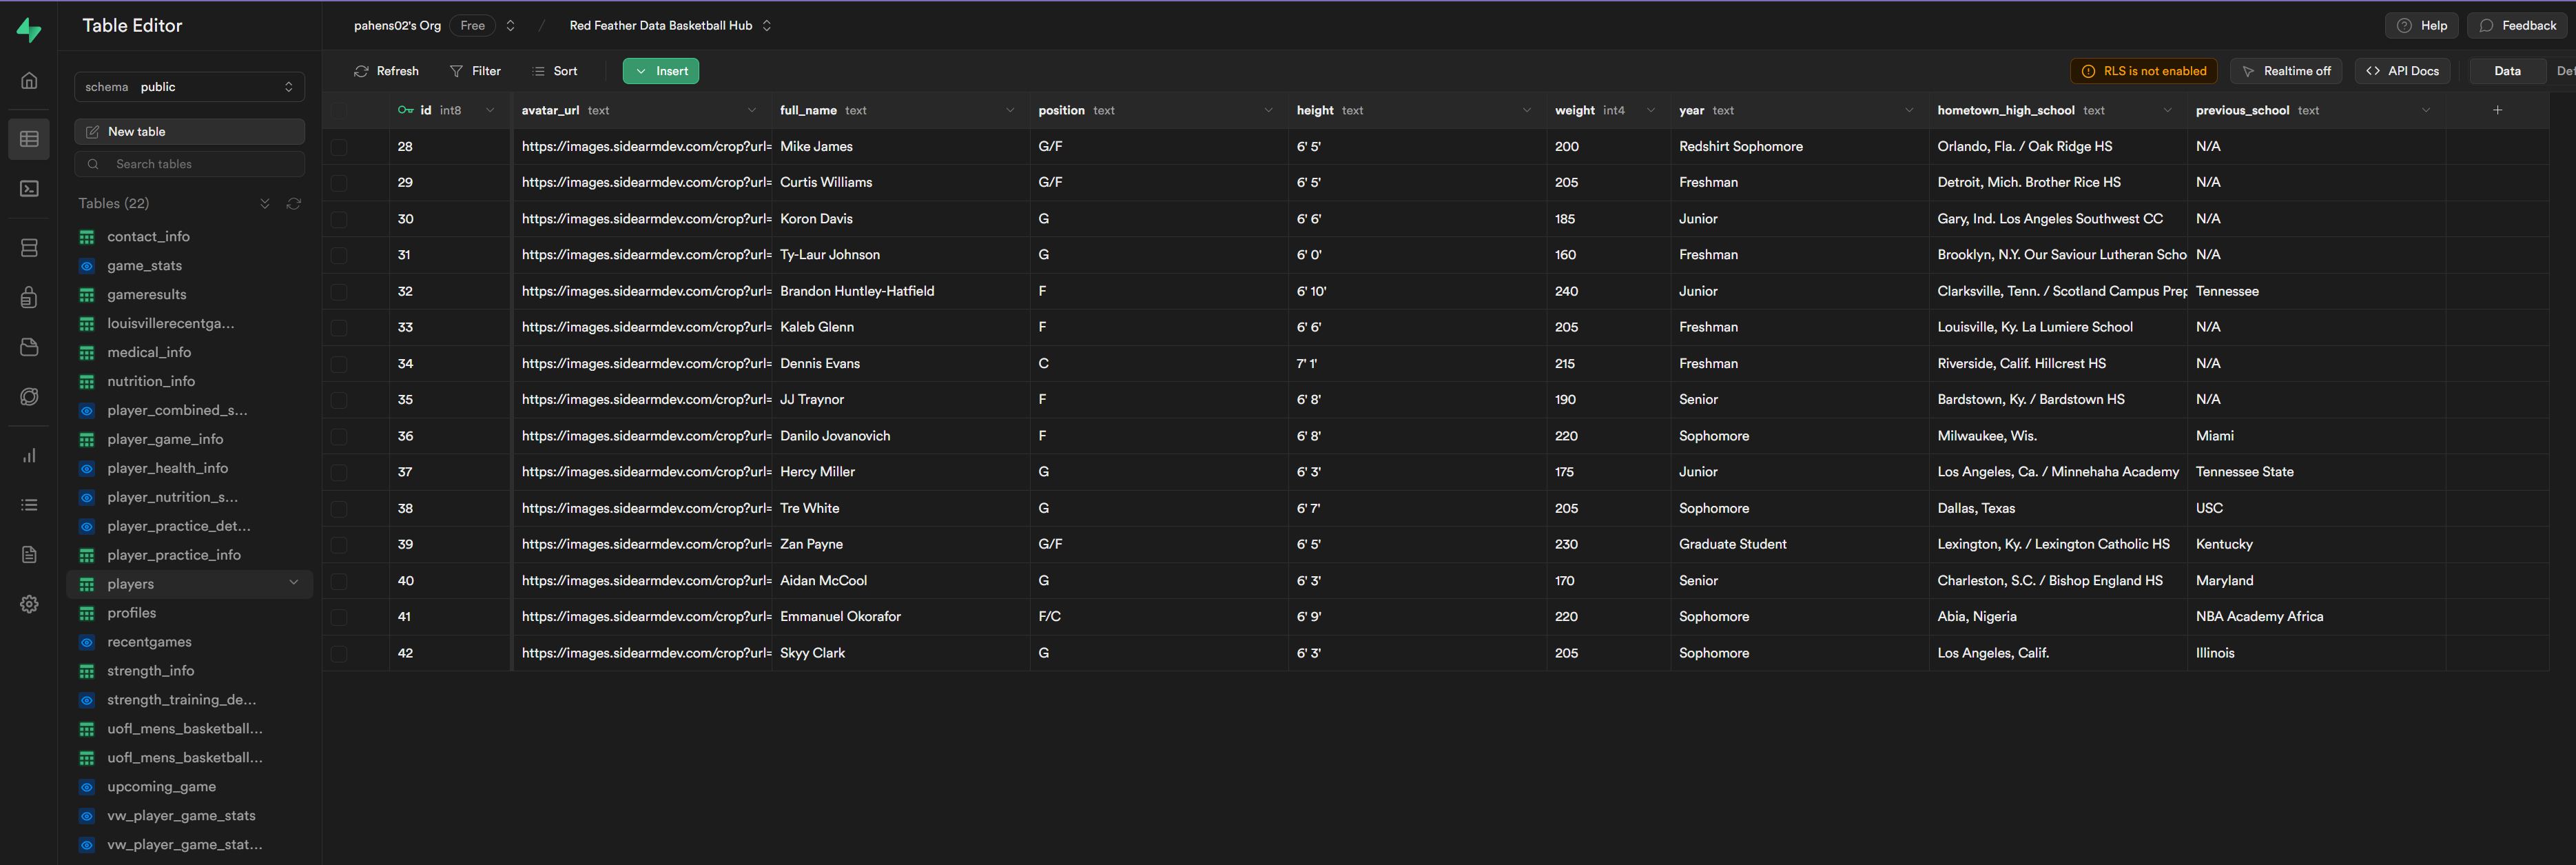 Table Editor
pahens02's Org Free / Red Feather Data Basketball Hub
Help Feedback
schema public
New table
Search tables
Tables (22)
contact_info
game_stats
gameresults
louisvillerecentga...
medical_info
nutrition_info
player_combined_s...
player_game_info
player_health_info
player_nutrition_s...
player_practice_det...
player_practice_info
players
profiles
recentgames
strength_info
strength_training_de...
uofl_mens_basketball...
uofl_mens_basketball...
upcoming_game
vw_player_game_stats
vw_player_game_stat...
Refresh Filter Sort Insert RLS is not enabled Realtime off API Docs Data
id int8 avatar_url text full_name text position text height text weight int4 year text hometown_high_school text previous_school text
28 https://images.sidearmdev.com/crop?url= Mike James G/F 6' 5' 200 Redshirt Sophomore Orlando, Fla. / Oak Ridge HS N/A
29 https://images.sidearmdev.com/crop?url= Curtis Williams G/F 6' 5' 205 Freshman Detroit, Mich. Brother Rice HS N/A
30 https://images.sidearmdev.com/crop?url= Koron Davis G 6' 6' 185 Junior Gary, Ind. Los Angeles Southwest CC N/A
31 https://images.sidearmdev.com/crop?url= Ty-Laur Johnson G 6' 0' 160 Freshman Brooklyn, N.Y. Our Saviour Lutheran Scho N/A
32 https://images.sidearmdev.com/crop?url= Brandon Huntley-Hatfield F 6' 10' 240 Junior Clarksville, Tenn. / Scotland Campus Prep Tennessee
33 https://images.sidearmdev.com/crop?url= Kaleb Glenn F 6' 6' 205 Freshman Louisville, Ky. La Lumiere School N/A
34 https://images.sidearmdev.com/crop?url= Dennis Evans C 7' 1' 215 Freshman Riverside, Calif. Hillcrest HS N/A
35 https://images.sidearmdev.com/crop?url= JJ Traynor F 6' 8' 190 Senior Bardstown, Ky. / Bardstown HS N/A
36 https://images.sidearmdev.com/crop?url= Danilo Jovanovich F 6' 8' 220 Sophomore Milwaukee, Wis. Miami
37 https://images.sidearmdev.com/crop?url= Hercy Miller G 6' 3' 175 Junior Los Angeles, Ca. / Minnehaha Academy Tennessee State
38 https://images.sidearmdev.com/crop?url= Tre White G 6' 7' 205 Sophomore Dallas, Texas USC
39 https://images.sidearmdev.com/crop?url= Zan Payne G/F 6' 5' 230 Graduate Student Lexington, Ky. / Lexington Catholic HS Kentucky
40 https://images.sidearmdev.com/crop?url= Aidan McCool G 6' 3' 170 Senior Charleston, S.C. / Bishop England HS Maryland
41 https://images.sidearmdev.com/crop?url= Emmanuel Okorafor F/C 6' 9' 220 Sophomore Abia, Nigeria NBA Academy Africa
42 https://images.sidearmdev.com/crop?url= Skyy Clark G 6' 3' 205 Sophomore Los Angeles, Calif. Illinois